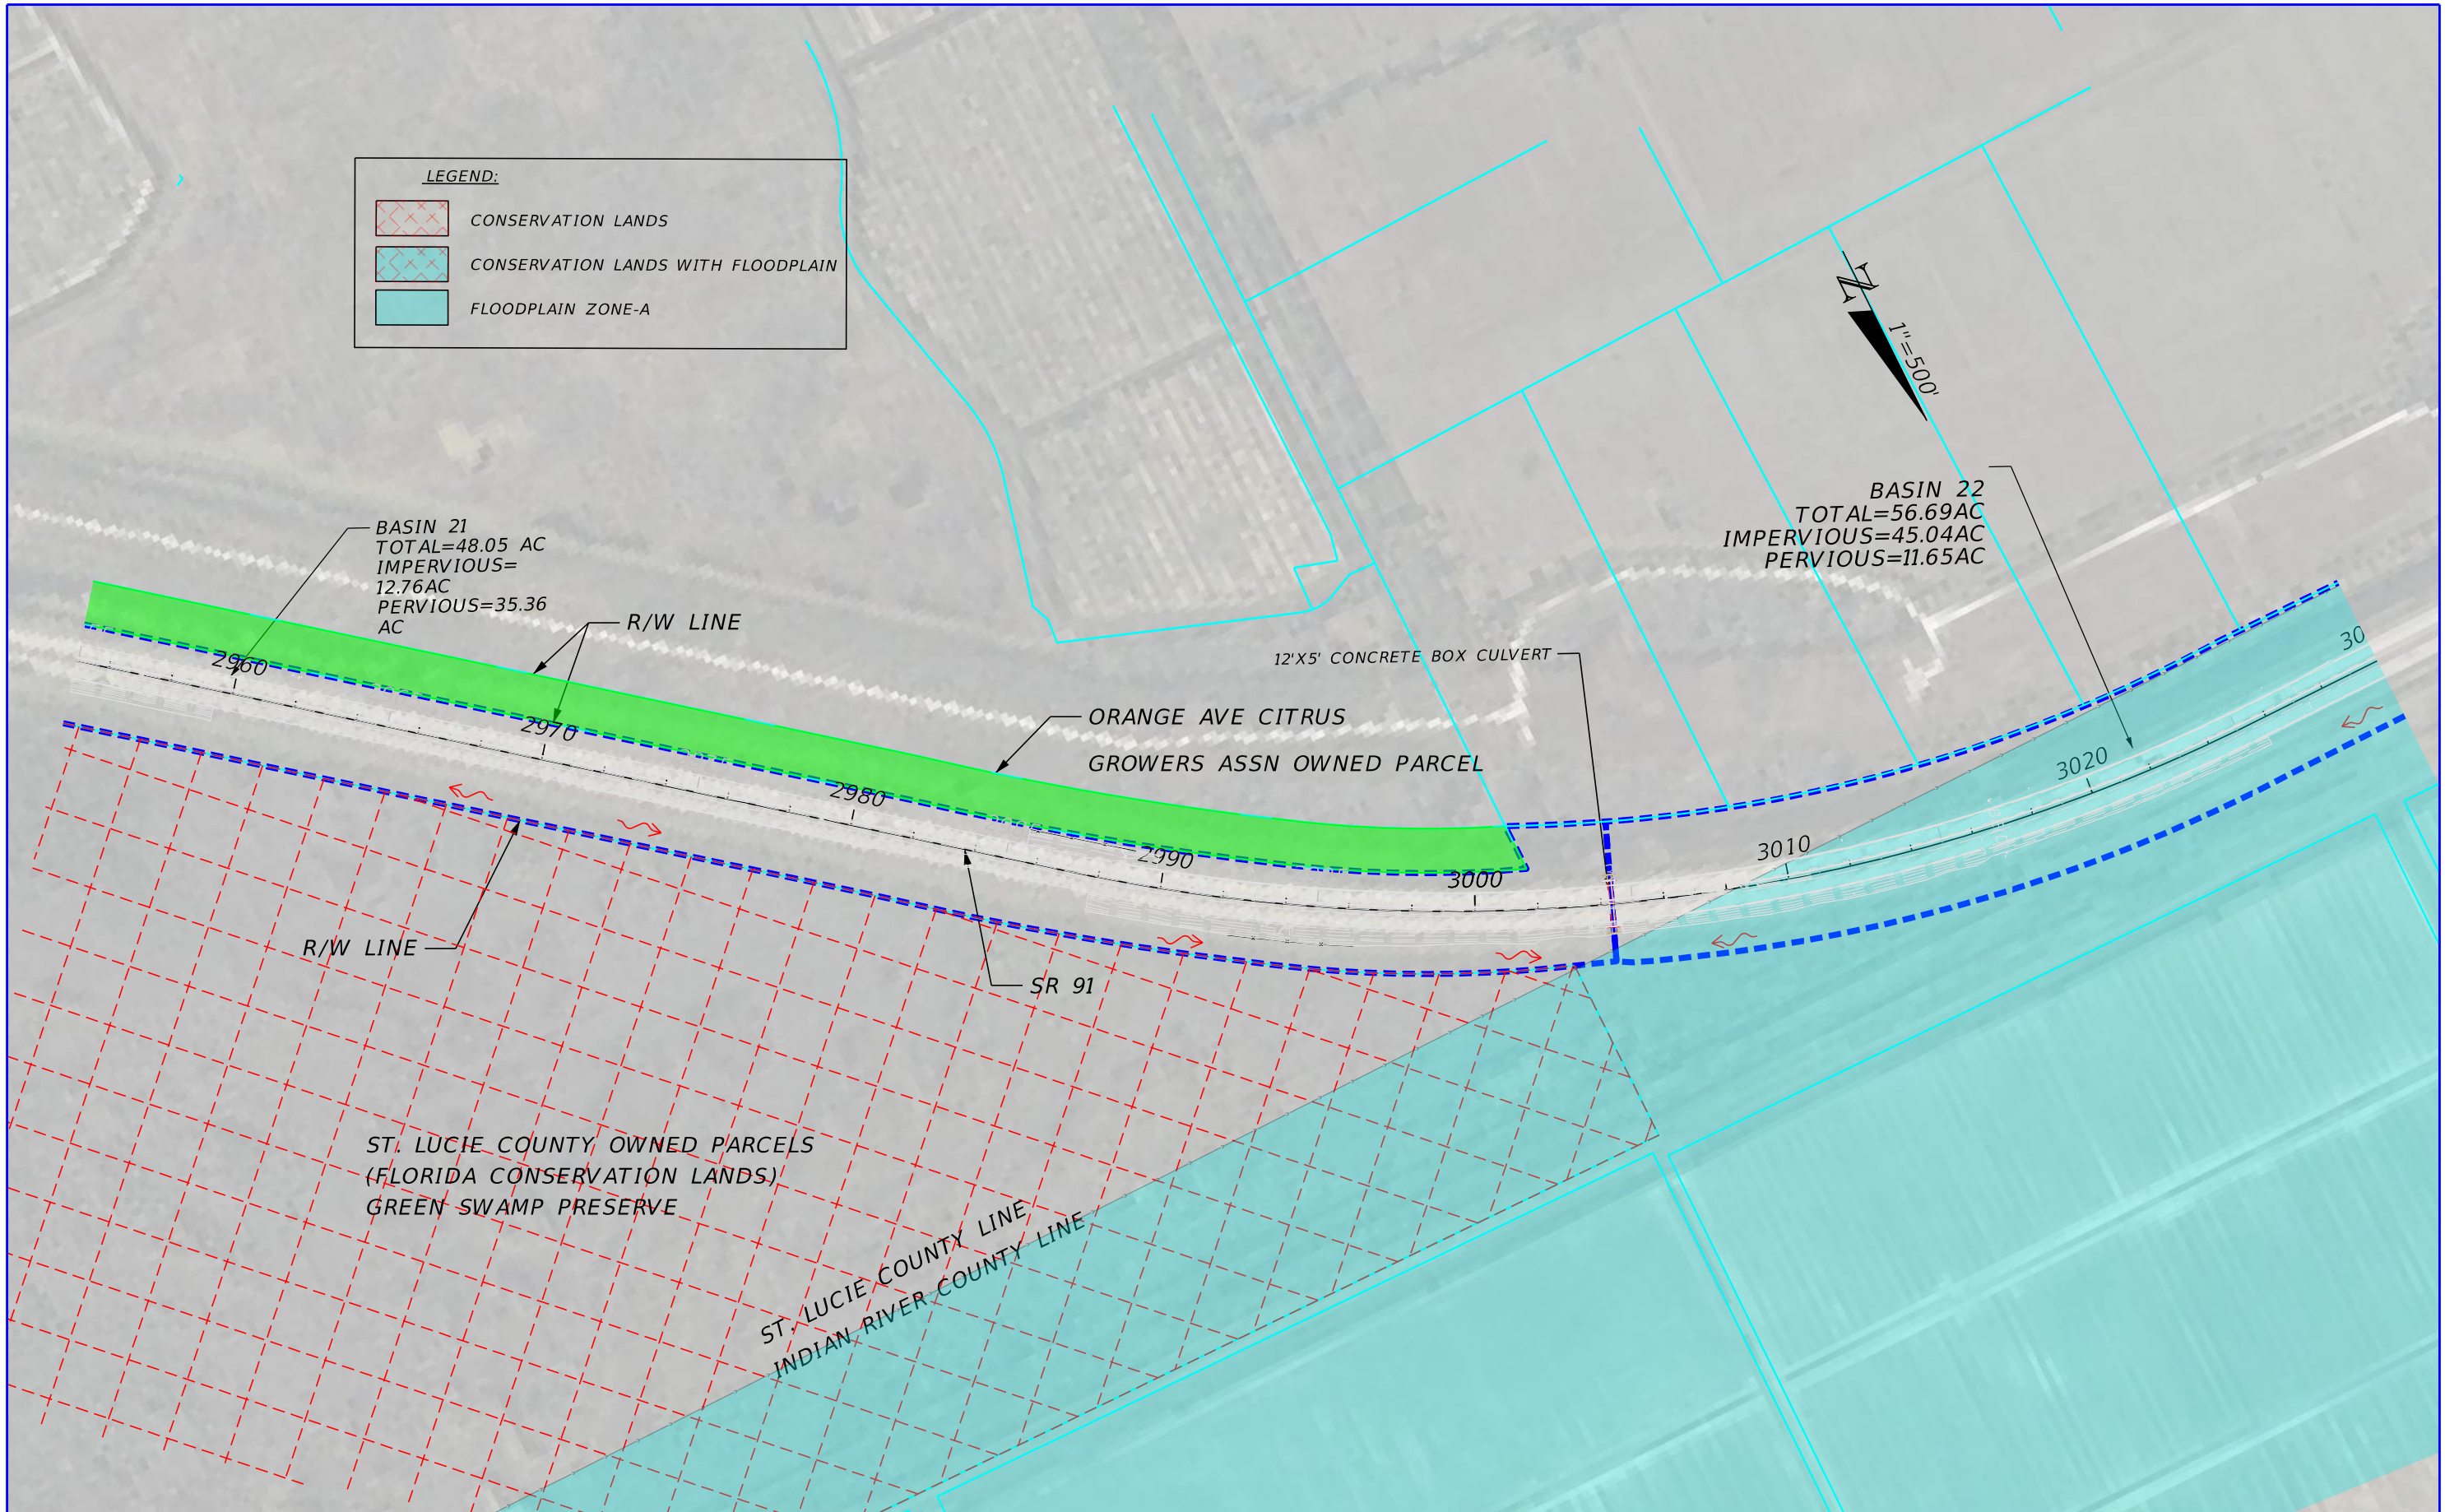 LEGEND:
CONSERVATION LANDS
CONSERVATION LANDS WITH FLOODPLAIN
FLOODPLAIN ZONE-A
N
1"=500'
BASIN 22
TOTAL=56.69AC
IMPERVIOUS=45.04AC
PERVIOUS=11.65AC
BASIN 21
TOTAL=48.05 AC
IMPERVIOUS=
12.76AC
PERVIOUS=35.36
AC
R/W LINE
12'X5' CONCRETE BOX CULVERT
2960
2970
2980
2990
3000
3010
3020
30
ORANGE AVE CITRUS
GROWERS ASSN OWNED PARCEL
R/W LINE
SR 91
ST. LUCIE COUNTY OWNED PARCELS
(FLORIDA CONSERVATION LANDS)
GREEN SWAMP PRESERVE
ST. LUCIE COUNTY LINE
INDIAN RIVER COUNTY LINE